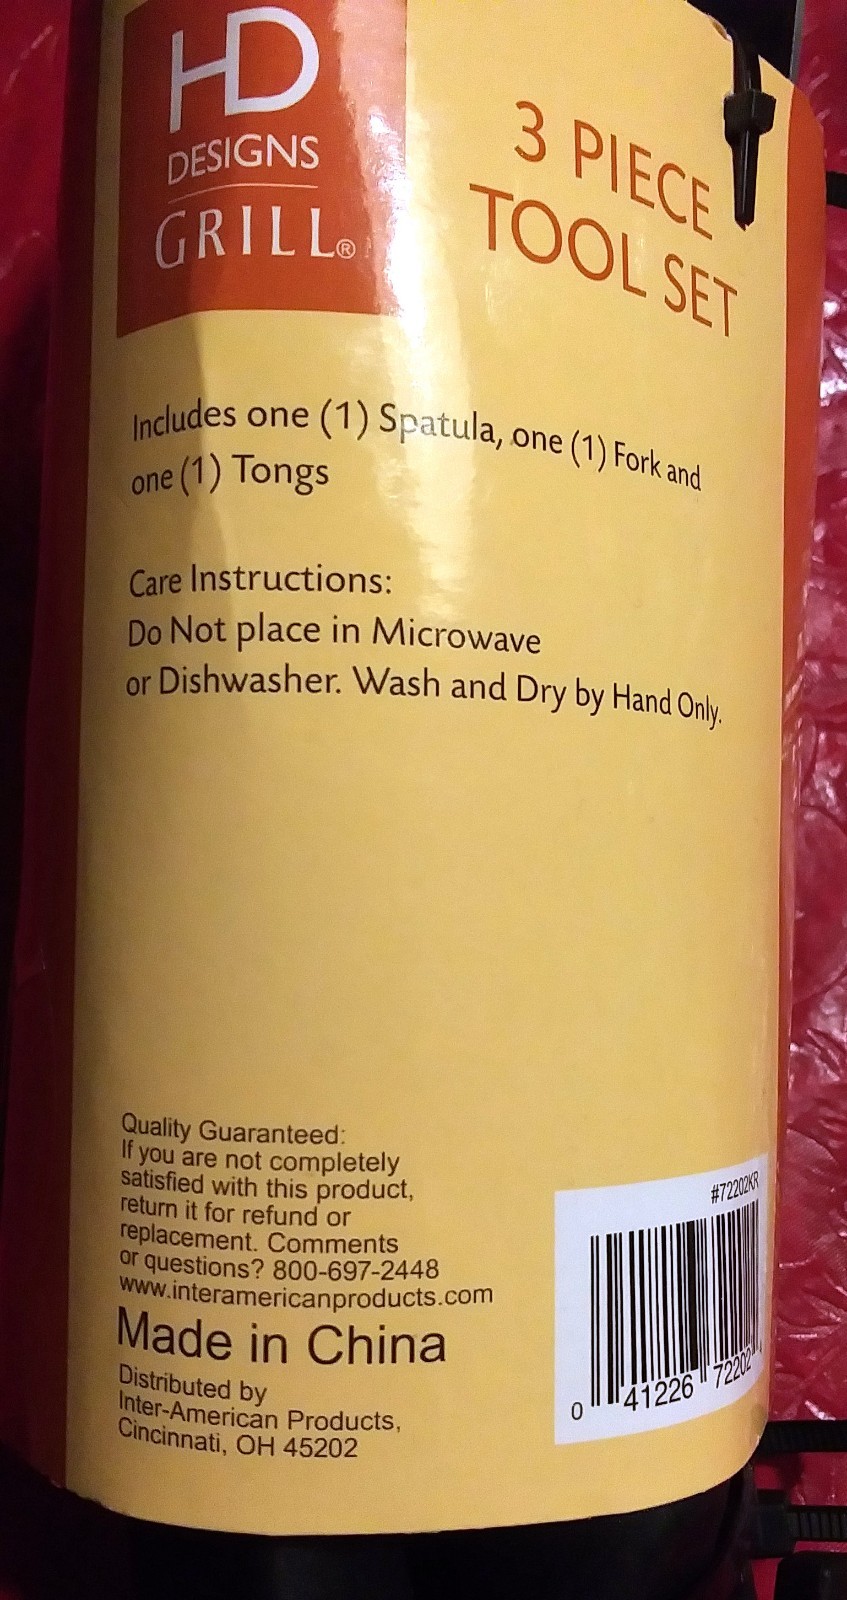 HD
DESIGNS
GRILL®
3 PIECE
TOOL SET
Includes one (1) Spatula, one (1) Fork and
one (1) Tongs
Care Instructions:
Do Not place in Microwave
or Dishwasher. Wash and Dry by Hand Only.
Quality Guaranteed:
If you are not completely
satisfied with this product,
return it for refund or
replacement. Comments
or questions? 800-697-2448
www.interamericanproducts.com
Made in China
Distributed by
Inter-American Products,
Cincinnati, OH 45202
#72202KR
0 41226 72202